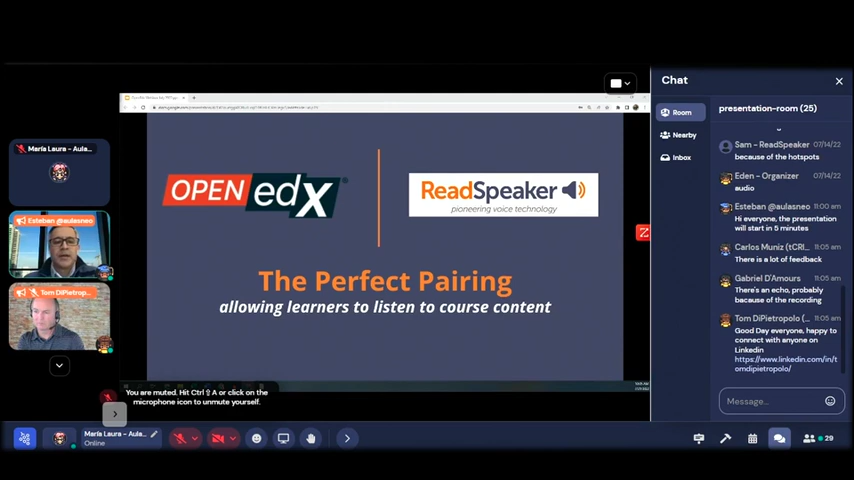 Chat
presentation-room (25)
Room
Nearby
Inbox
Sam - ReadSpeaker 07/14/22
because of the hotspots
Eden - Organizer 07/14/22
audio
Esteban @aulasneo 11:00 am
Hi everyone, the presentation
will start in 5 minutes
Carlos Muniz (tCRI... 11:05 am
There is a lot of feedback
Gabriel D'Amours 11:05 am
There's an echo, probably
because of the recording
Tom DiPietropolo (... 11:05 am
Good Day everyone, happy to
connect with anyone on
Linkedin
https://www.linkedin.com/in/t
omdipietropolo/
Message...
María Laura - Aula...
Esteban @aulasneo
Tom DiPietrop...
OPEN edX
ReadSpeaker
pioneering voice technology
The Perfect Pairing
allowing learners to listen to course content
You are muted. Hit Ctrl⇧A or click on the
microphone icon to unmute yourself.
María Laura - Aula...
Online
29